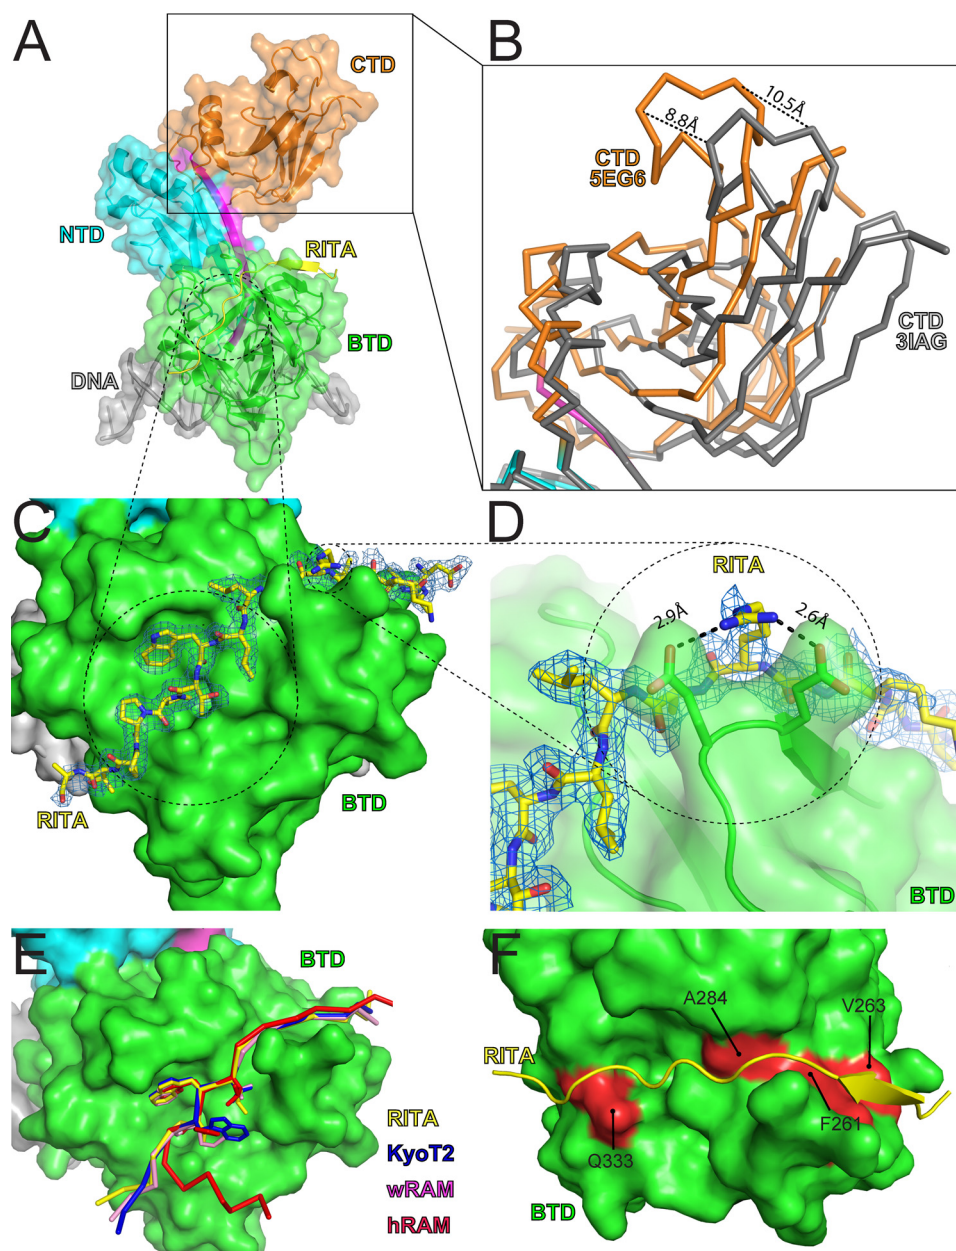 A
CTD
NTD
RITA
BTD
DNA
B
10.5Å
8.8Å
CTD
5EG6
CTD
3IAG
C
RITA
BTD
D
RITA
2.9Å
2.6Å
BTD
E
BTD
RITA
KyoT2
wRAM
hRAM
F
A284
V263
RITA
F261
Q333
BTD